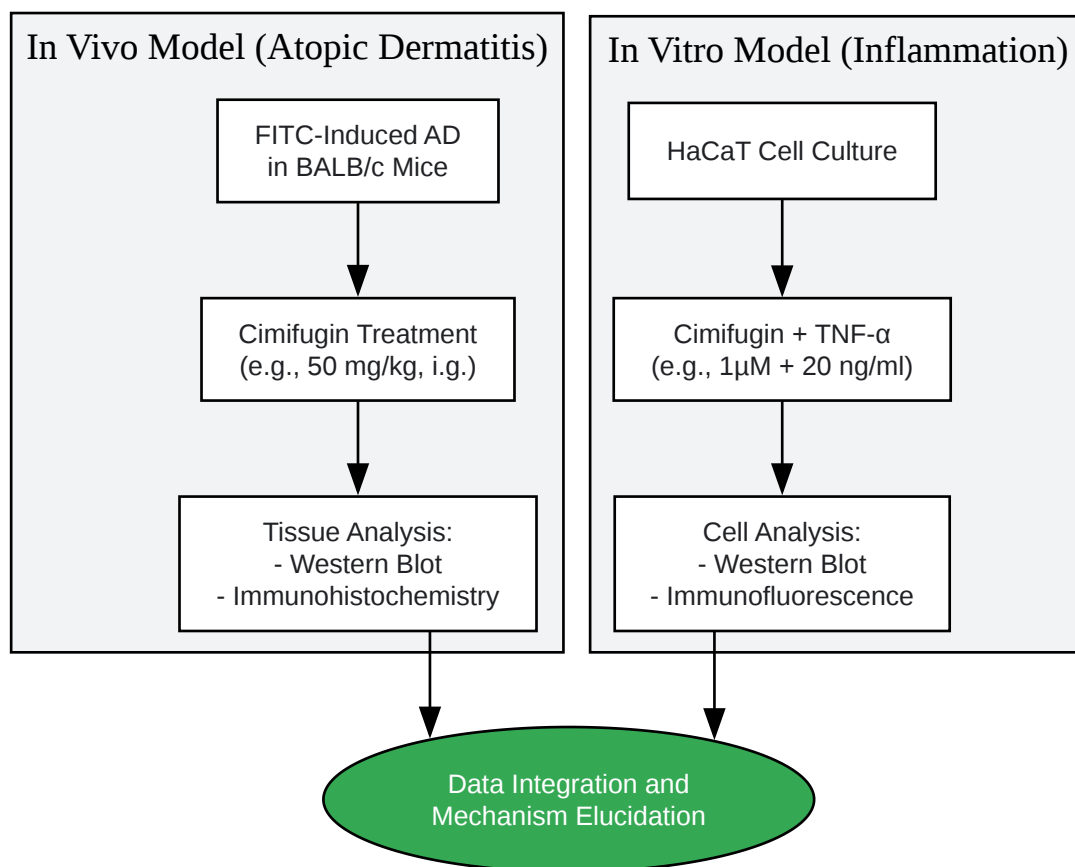 In Vivo Model (Atopic Dermatitis)
FITC-Induced AD
in BALB/c Mice
Cimifugin Treatment
(e.g., 50 mg/kg, i.g.)
Tissue Analysis:
- Western Blot
- Immunohistochemistry
In Vitro Model (Inflammation)
HaCaT Cell Culture
Cimifugin + TNF-α
(e.g., 1µM + 20 ng/ml)
Cell Analysis:
- Western Blot
- Immunofluorescence
Data Integration and
Mechanism Elucidation